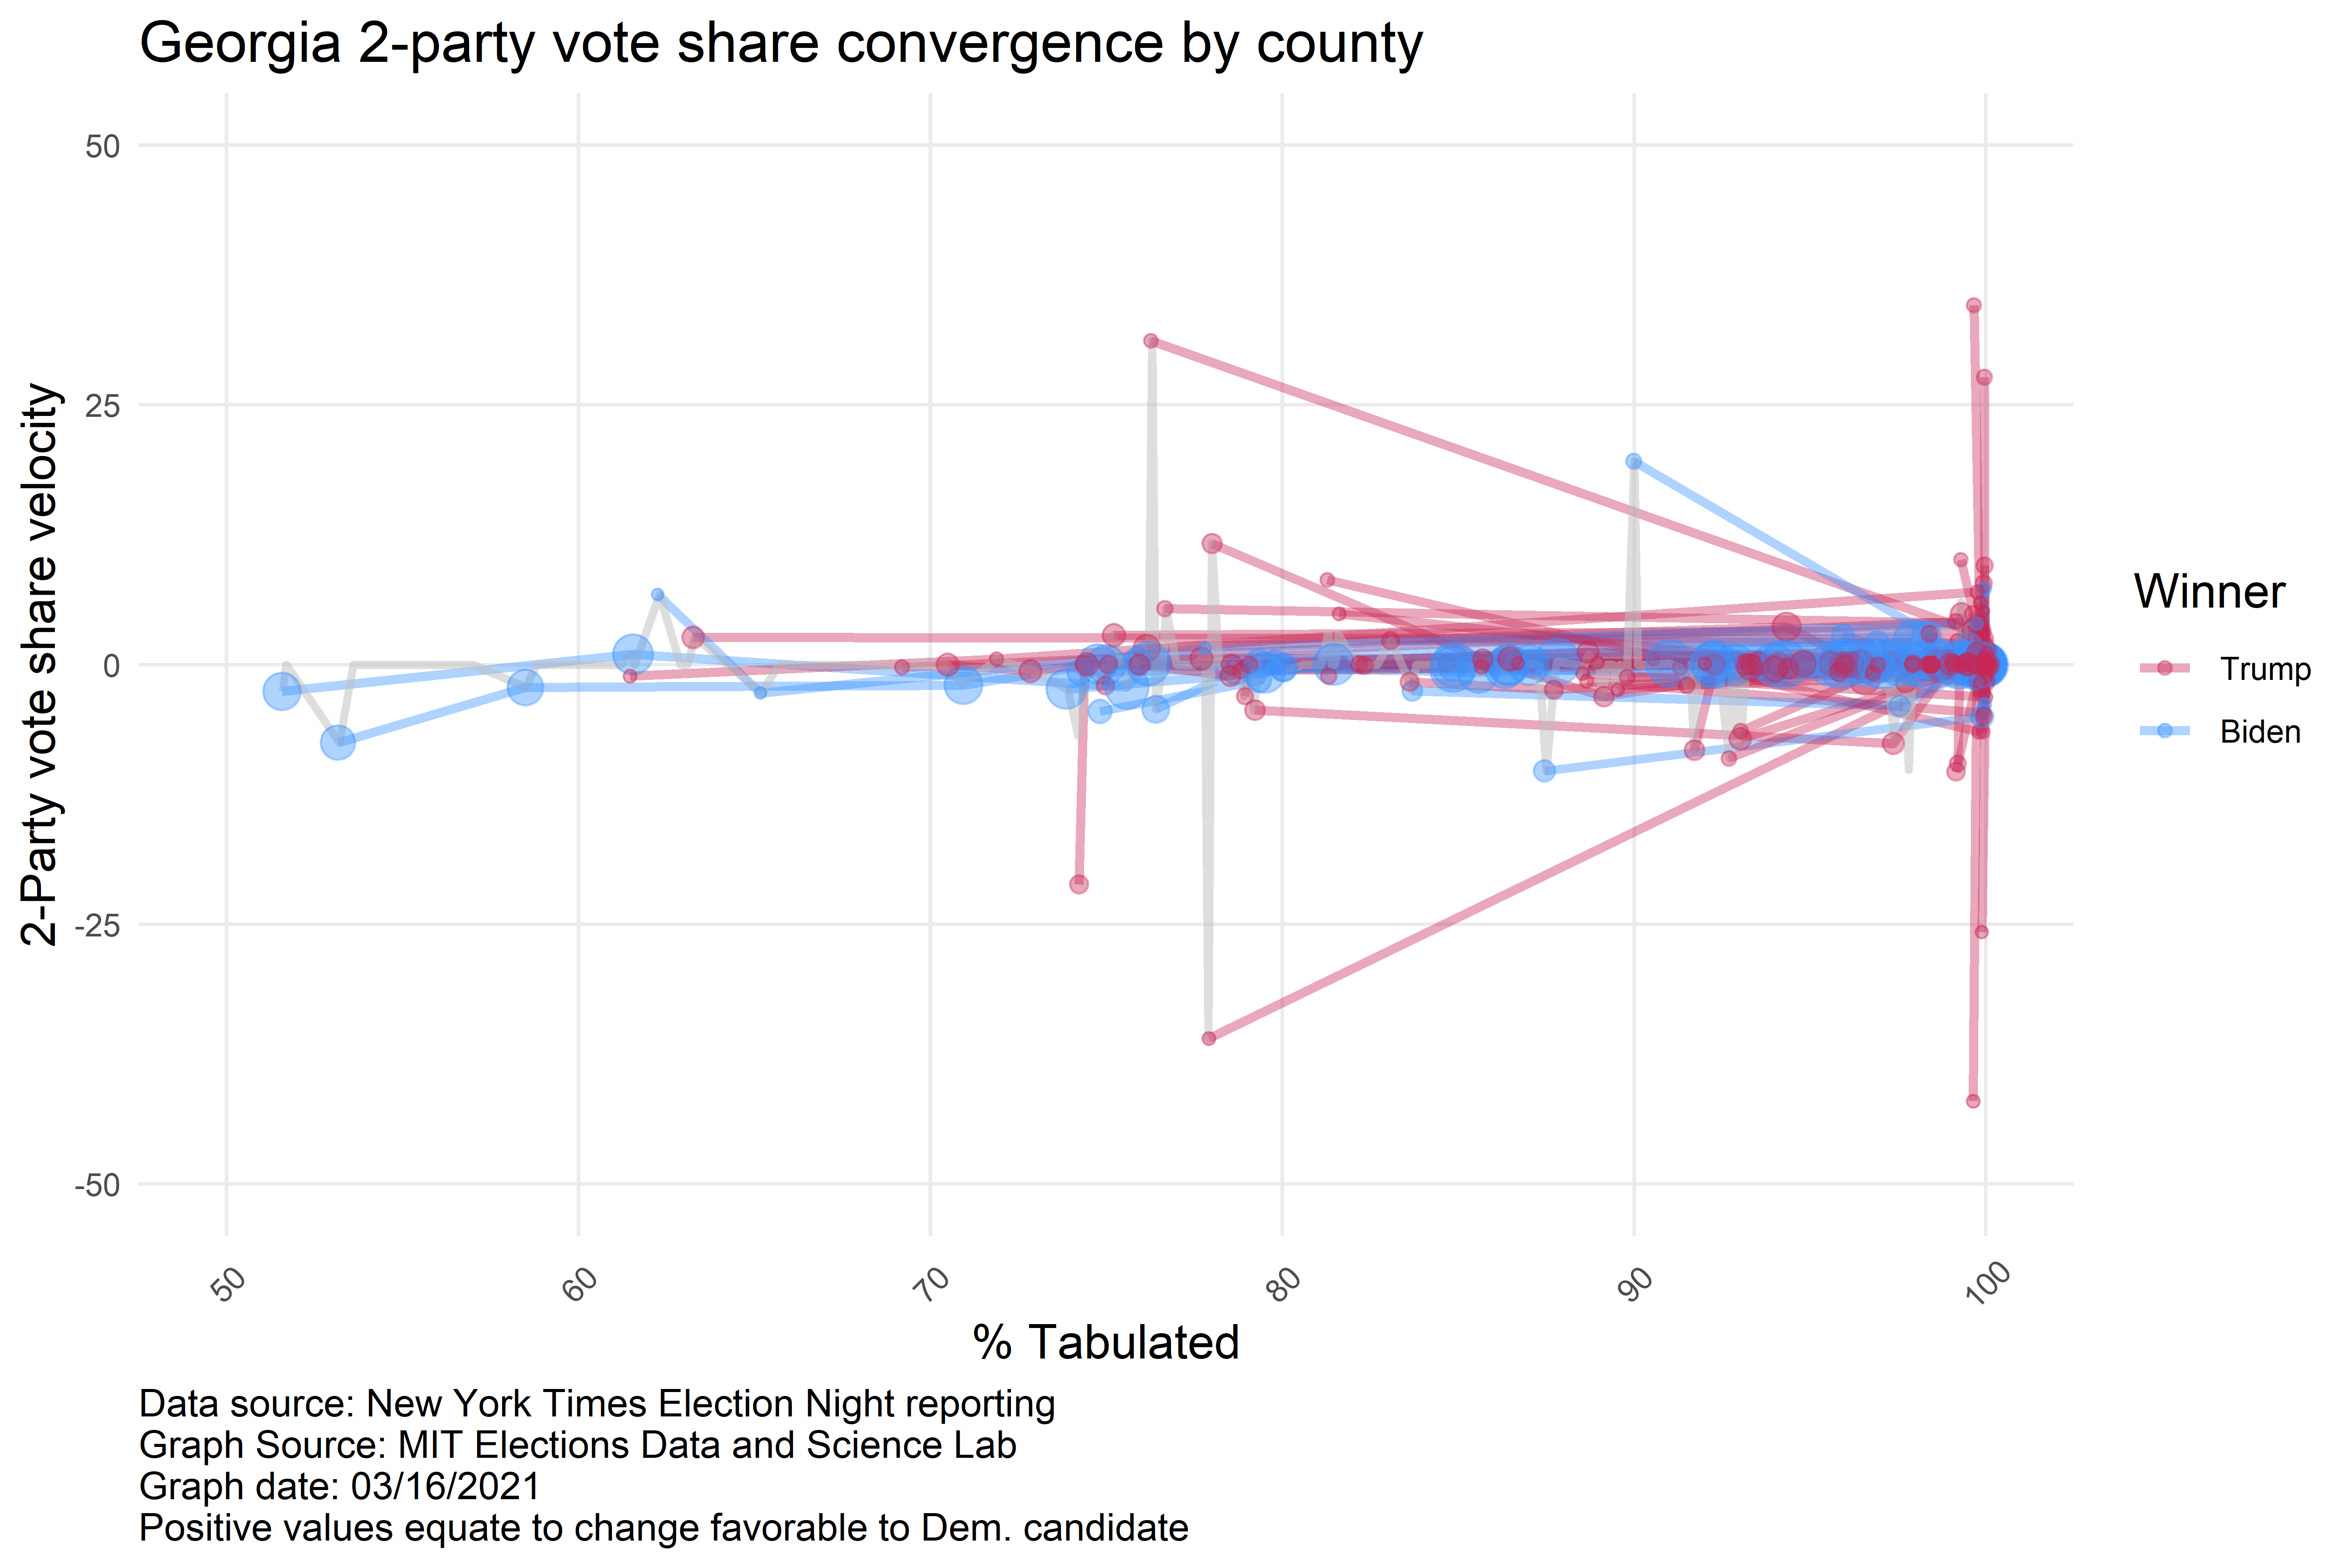 Georgia 2-party vote share convergence by county
2-Party vote share velocity
50
25
0
-25
-50
50
60
70
80
90
100
% Tabulated
Winner
Trump
Biden
Data source: New York Times Election Night reporting
Graph Source: MIT Elections Data and Science Lab
Graph date: 03/16/2021
Positive values equate to change favorable to Dem. candidate